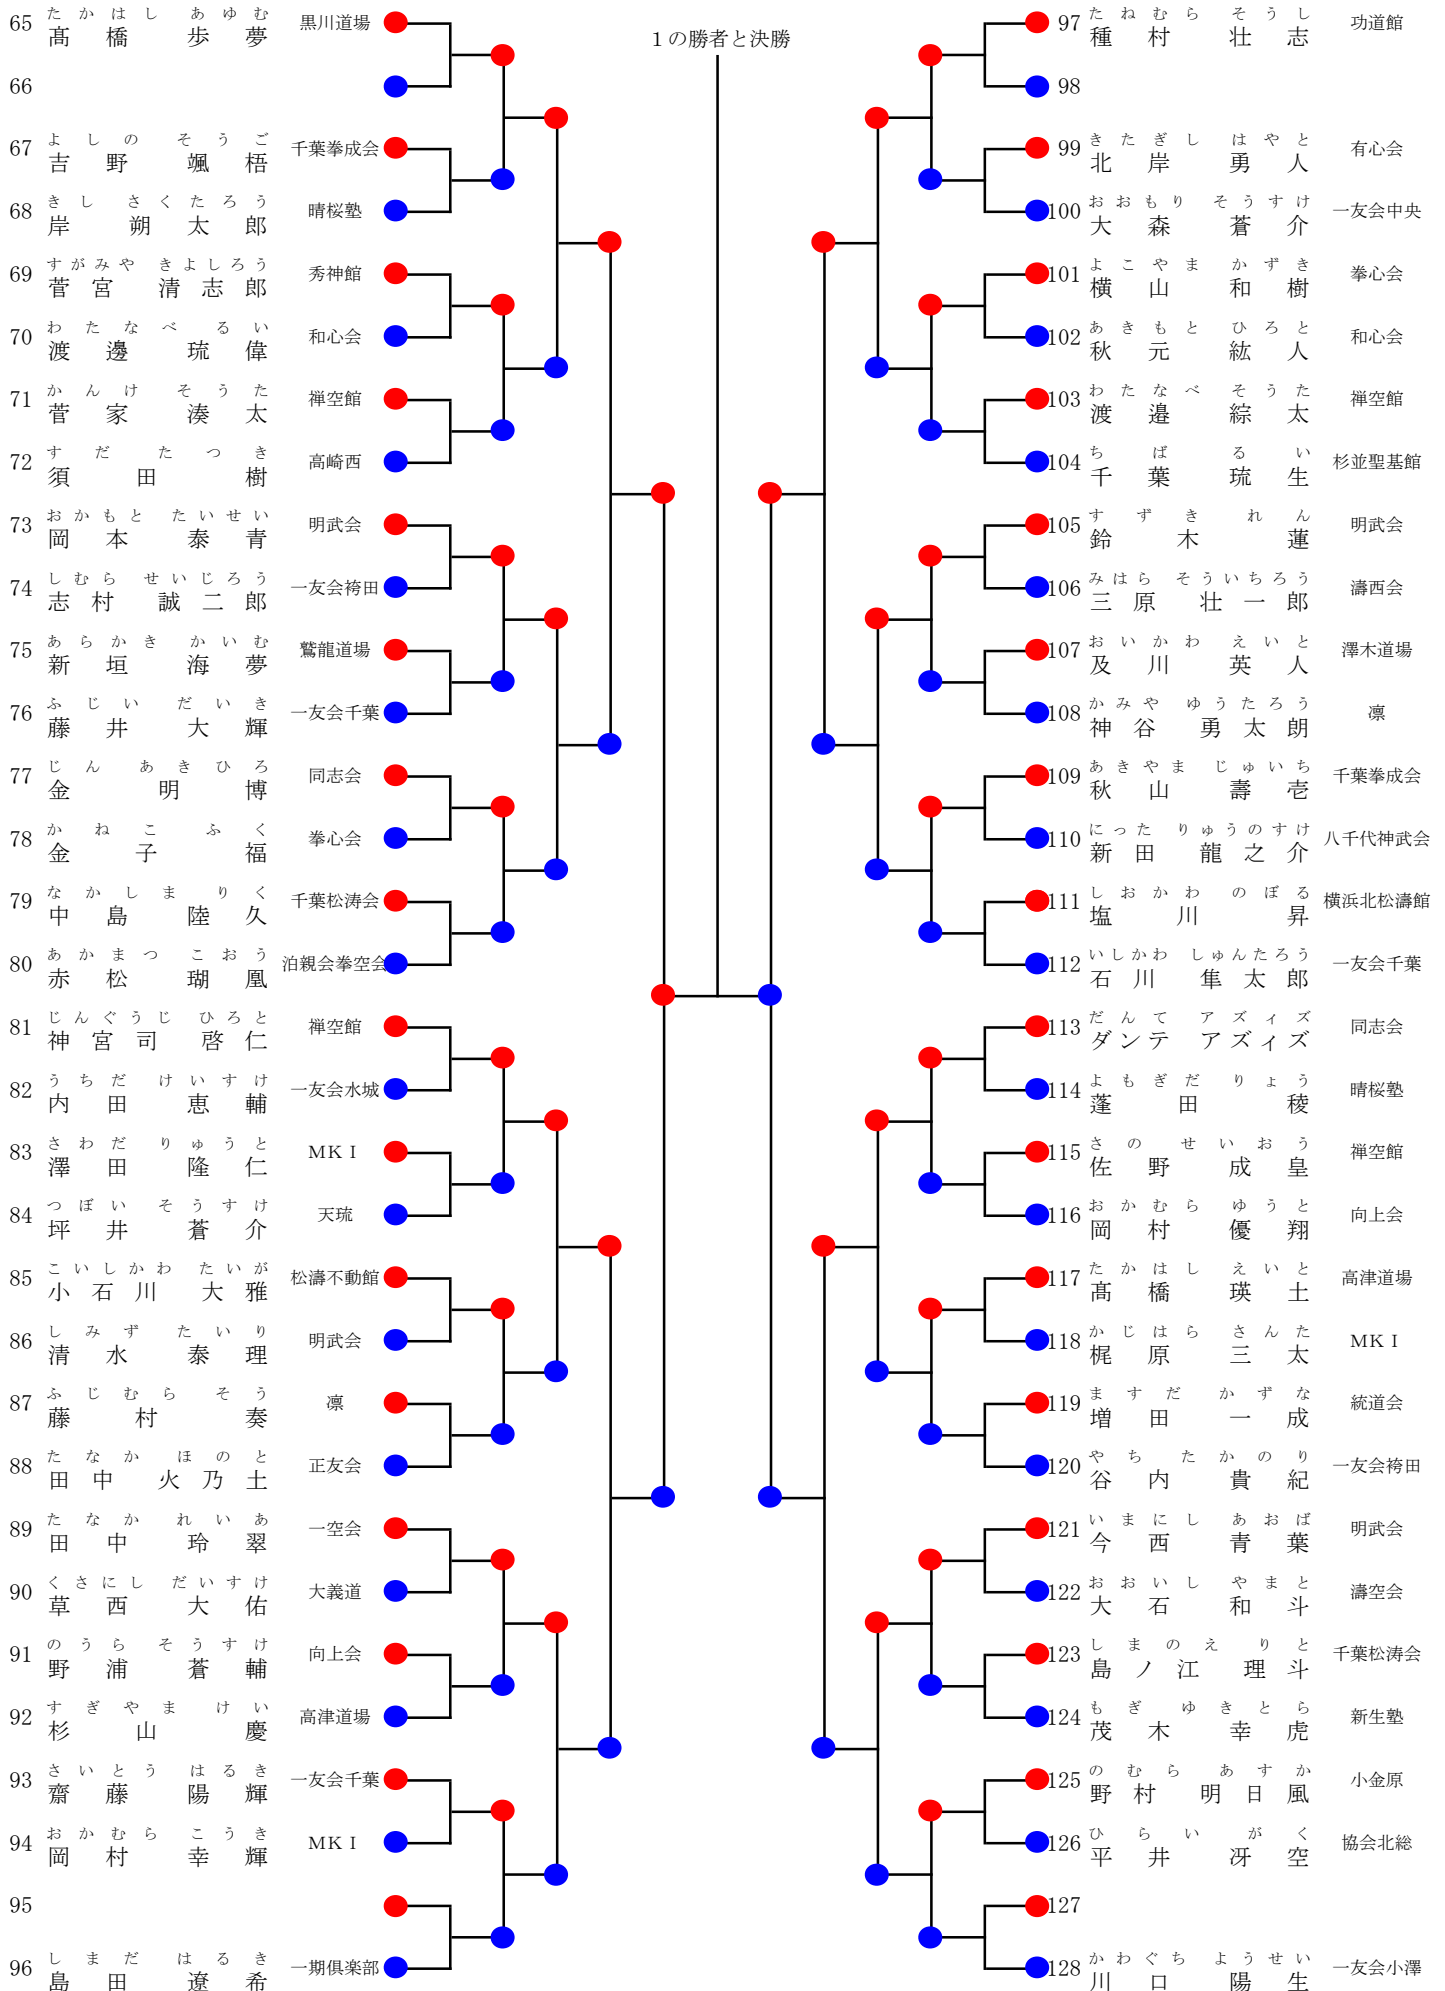 １の勝者と決勝
たかはし あゆむ
65 髙橋 歩夢 黒川道場
66
よしの そうご
67 吉野 颯悟 千葉拳成会
きし さくたろう
68 岸 朔太郎 晴桜塾
すがみや きよしろう
69 菅宮 清志郎 秀神館
わたなべ るい
70 渡邊 琉偉 和心会
かんけ そうた
71 菅家 湊太 禅空館
すだ たつき
72 須田 樹 高崎西
おかもと たいせい
73 岡本 泰青 明武会
しむら せいじろう
74 志村 誠二郎 一友会袴田
あらかき かいむ
75 新垣 海夢 鷲龍道場
ふじい だいき
76 藤井 大輝 一友会千葉
じん あきひろ
77 金 明博 同志会
かねこ ふく
78 金子 福 拳心会
なかしま りく
79 中島 陸久 千葉松涛会
あかまつ こおう
80 赤松 瑚凰 泊親会拳空会
じんぐうじ ひろと
81 神宮司 啓仁 禅空館
うちだ けいすけ
82 内田 恵輔 一友会水城
さわだ りゅうと
83 澤田 隆仁 MKＩ
つぼい そうすけ
84 坪井 蒼介 天琉
こいしかわ たいが
85 小石川 大雅 松濤不動館
しみず たいり
86 清水 泰理 明武会
ふじむら そう
87 藤村 奏 凛
たなか ほのと
88 田中 火乃土 正友会
たなか れいあ
89 田中 玲翠 一空会
くさにし だいすけ
90 草西 大佑 大義道
のうら そうすけ
91 野浦 蒼輔 向上会
すぎやま けい
92 杉山 慶 高津道場
さいとう はるき
93 齋藤 陽輝 一友会千葉
おかむら こうき
94 岡村 幸輝 MKＩ
95
しまだ はるき
96 島田 遼希 一期倶楽部
たねむら そうし
97 種村 壮志 功道館
98
きたぎし はやと
99 北岸 勇人 有心会
おおもり そうすけ
100 大森 蒼介 一友会中央
よこやま かずき
101 横山 和樹 拳心会
あきもと ひろと
102 秋元 紘人 和心会
わたなべ そうた
103 渡邉 綜太 禅空館
ちば るい
104 千葉 琉生 杉並聖基館
すずき れん
105 鈴木 蓮 明武会
みはら そういちろう
106 三原 壮一郎 濤西会
おいかわ えいと
107 及川 英人 澤木道場
かみや ゆうたろう
108 神谷 勇太朗 凛
あきやま じゅいち
109 秋山 壽壱 千葉拳成会
にった りゅうのすけ
110 新田 龍之介 八千代神武会
しおかわ のぼる
111 塩川 昇 横浜北松濤館
いしかわ しゅんたろう
112 石川 隼太郎 一友会千葉
だんて アズィズ
113 ダンテ アズィズ 同志会
よもぎだ りょう
114 蓬田 稜 晴桜塾
さの せいおう
115 佐野 成皇 禅空館
おかむら ゆうと
116 岡村 優翔 向上会
たかはし えいと
117 髙橋 瑛土 高津道場
かじはら さんた
118 梶原 三太 MKＩ
ますだ かずな
119 増田 一成 統道会
やち たかのり
120 谷内 貴紀 一友会袴田
いまにし あおば
121 今西 青葉 明武会
おおいし やまと
122 大石 和斗 濤空会
しまのえ りと
123 島ノ江 理斗 千葉松涛会
もぎ ゆきとら
124 茂木 幸虎 新生塾
のむら あすか
125 野村 明日風 小金原
ひらい がく
126 平井 冴空 協会北総
127
かわぐち ようせい
128 川口 陽生 一友会小澤